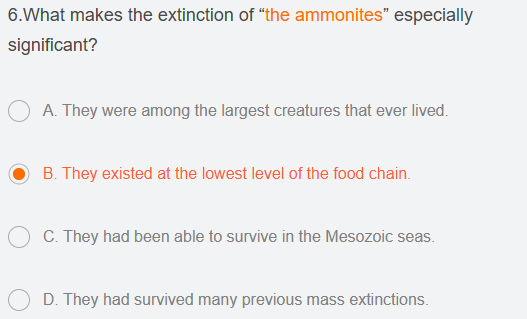 6.What makes the extinction of “the ammonites” especially
significant?
A. They were among the largest creatures that ever lived.
B. They existed at the lowest level of the food chain.
C. They had been able to survive in the Mesozoic seas.
D. They had survived many previous mass extinctions.